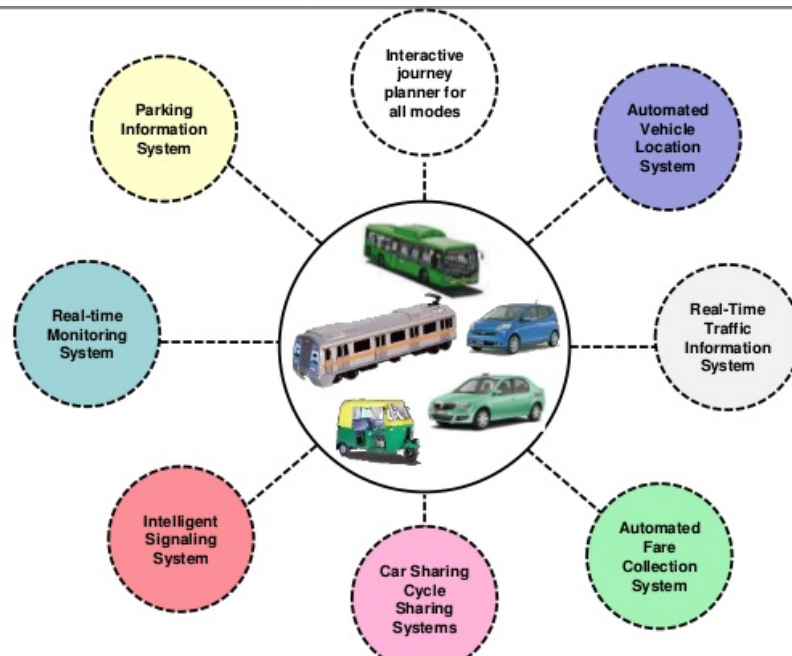 Interactive
journey
planner for
all modes
Parking
Information
System
Automated
Vehicle
Location
System
Real-time
Monitoring
System
Real-Time
Traffic
Information
System
Intelligent
Signaling
System
Car Sharing
Cycle
Sharing
Systems
Automated
Fare
Collection
System